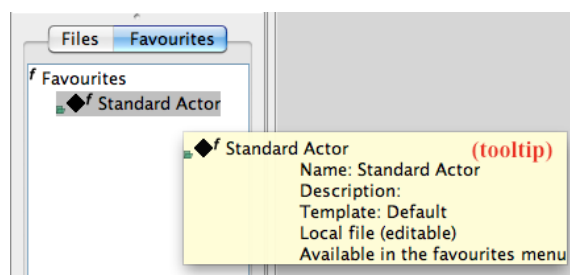 Files Favourites
f Favourites
f Standard Actor
f Standard Actor (tooltip)
Name: Standard Actor
Description:
Template: Default
Local file (editable)
Available in the favourites menu